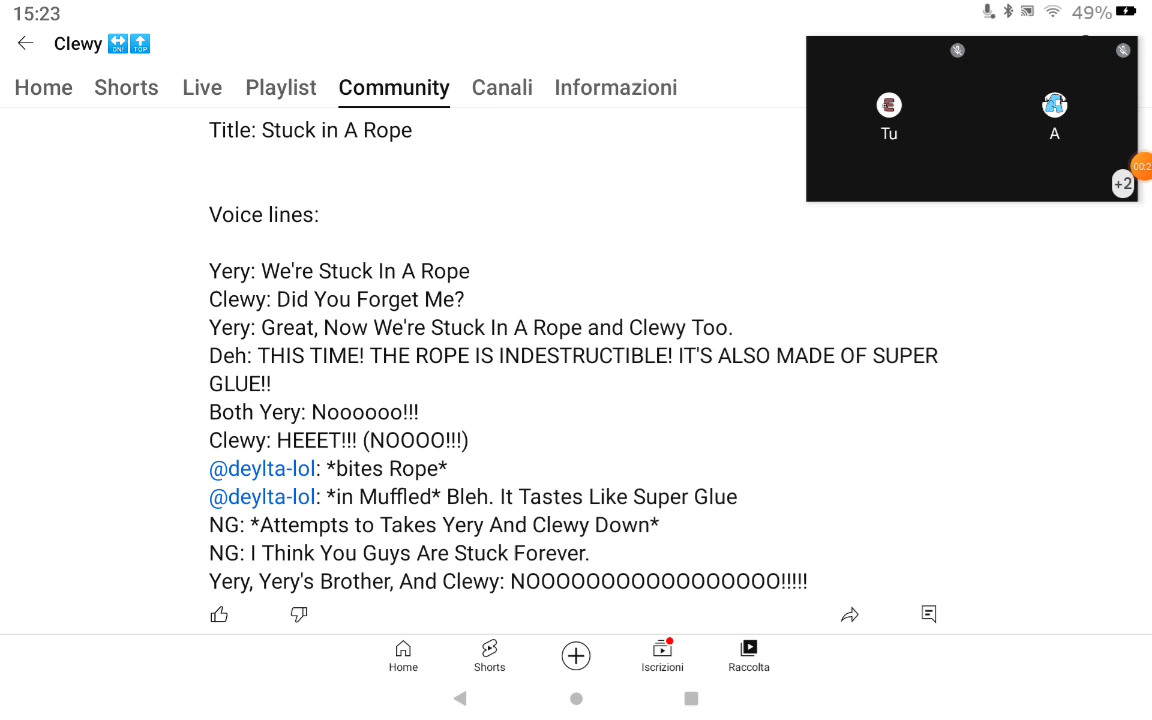 15:23
49%
Clewy ↔️ON! 🔝TOP
Home Shorts Live Playlist Community Canali Informazioni
Title: Stuck in A Rope
Tu
A
+2
Voice lines:
Yery: We're Stuck In A Rope
Clewy: Did You Forget Me?
Yery: Great, Now We're Stuck In A Rope and Clewy Too.
Deh: THIS TIME! THE ROPE IS INDESTRUCTIBLE! IT'S ALSO MADE OF SUPER
GLUE!!
Both Yery: Noooooo!!!
Clewy: HEEET!!! (NOOOO!!!)
@deylta-lol: *bites Rope*
@deylta-lol: *in Muffled* Bleh. It Tastes Like Super Glue
NG: *Attempts to Takes Yery And Clewy Down*
NG: I Think You Guys Are Stuck Forever.
Yery, Yery's Brother, And Clewy: NOOOOOOOOOOOOOOOOO!!!!!
Home Shorts Iscrizioni Raccolta